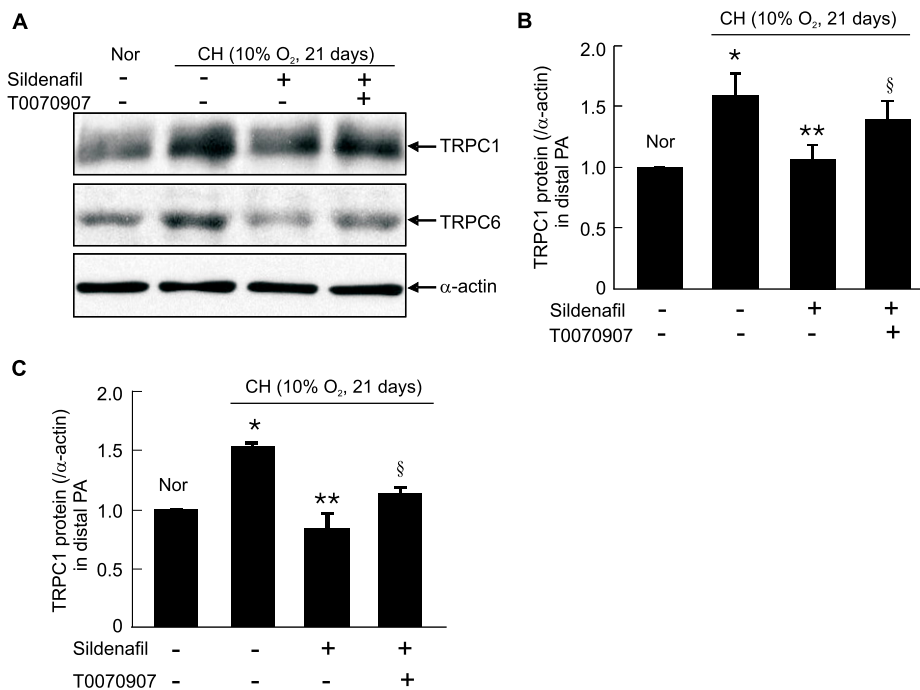 A
Nor CH (10% O₂, 21 days)
Sildenafil - - + +
T0070907 - - - +
TRPC1
TRPC6
α-actin
B
CH (10% O₂, 21 days)
TRPC1 protein (/α-actin)
in distal PA
2.0
1.5
1.0
0.5
0
Nor
*
**
§
Sildenafil - - + +
T0070907 - - - +
C
CH (10% O₂, 21 days)
TRPC1 protein (/α-actin)
in distal PA
2.0
1.5
1.0
0.5
0
Nor
*
**
§
Sildenafil - - + +
T0070907 - - - +